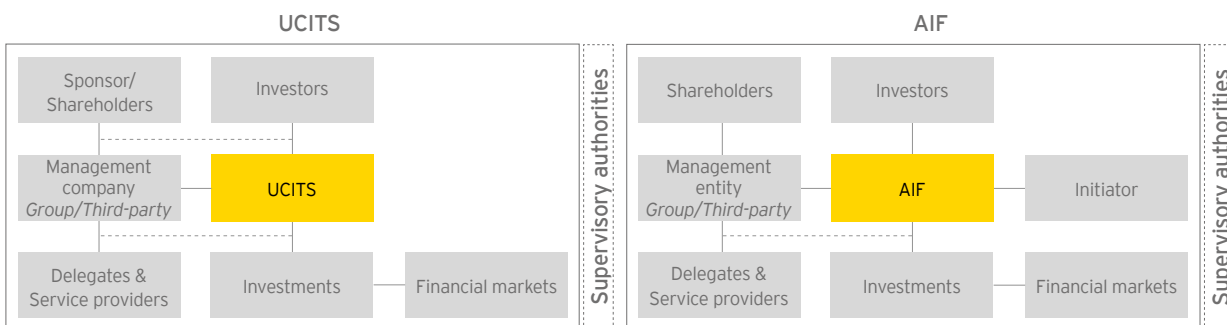 UCITS
Sponsor/
Shareholders
Investors
Management
company
Group/Third-party
UCITS
Delegates &
Service providers
Investments
Financial markets
Supervisory authorities
AIF
Shareholders
Investors
Management
entity
Group/Third-party
AIF
Initiator
Delegates &
Service providers
Investments
Financial markets
Supervisory authorities